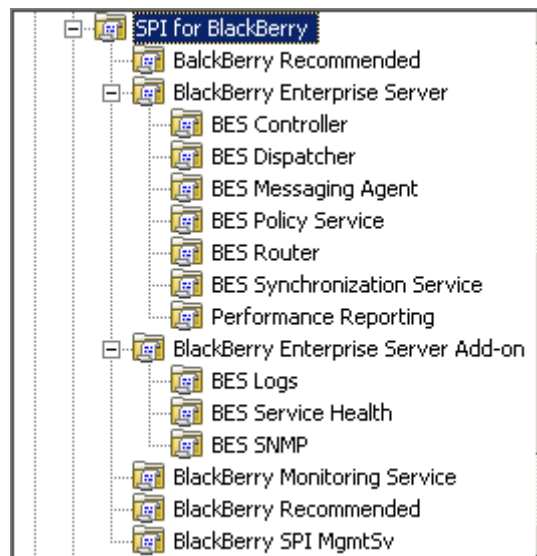 SPI for BlackBerry
BalckBerry Recommended
BlackBerry Enterprise Server
BES Controller
BES Dispatcher
BES Messaging Agent
BES Policy Service
BES Router
BES Synchronization Service
Performance Reporting
BlackBerry Enterprise Server Add-on
BES Logs
BES Service Health
BES SNMP
BlackBerry Monitoring Service
BlackBerry Recommended
BlackBerry SPI MgmtSv